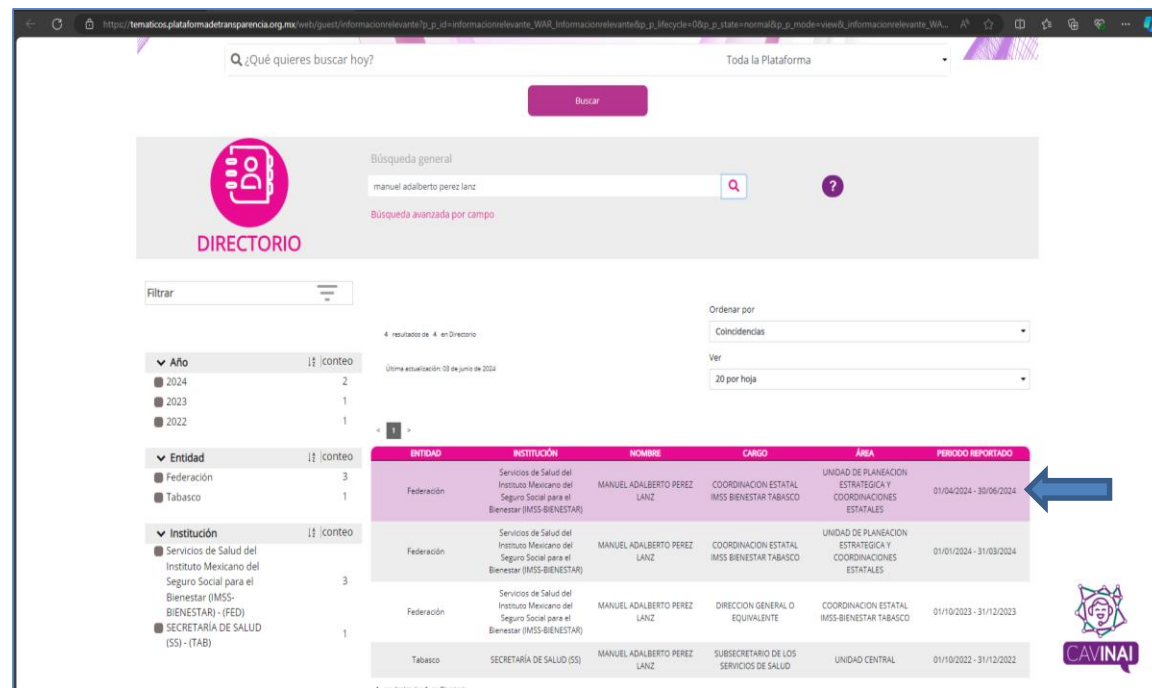 https://tematicos.plataformadetransparencia.org.mx/web/guest/informacionrelevante?p_p_id=informacionrelevante_WAR_Informacionrelevante&p_p_lifecycle=0&p_p_state=normal&p_p_mode=view&_informacionrelevante_WA...
¿Qué quieres buscar hoy?
Toda la Plataforma
Buscar
DIRECTORIO
Búsqueda general
manuel adalberto perez lanz
?
Búsqueda avanzada por campo
Filtrar
Ordenar por
4 resultados de 4 en Directorio
Coincidencias
Última actualización: 03 de junio de 2024
Ver
20 por hoja
Año conteo
2024 2
2023 1
2022 1
Entidad conteo
Federación 3
Tabasco 1
Institución conteo
Servicios de Salud del
Instituto Mexicano del
Seguro Social para el 3
Bienestar (IMSS-
BIENESTAR) - (FED)
SECRETARÍA DE SALUD 1
(SS) - (TAB)
« 1 »
ENTIDAD INSTITUCIÓN NOMBRE CARGO ÁREA PERIODO REPORTADO
Federación
Servicios de Salud del
Instituto Mexicano del
Seguro Social para el
Bienestar (IMSS-BIENESTAR)
MANUEL ADALBERTO PEREZ
LANZ
COORDINACION ESTATAL
IMSS BIENESTAR TABASCO
UNIDAD DE PLANEACION
ESTRATEGICA Y
COORDINACIONES
ESTATALES
01/04/2024 - 30/06/2024
Federación
Servicios de Salud del
Instituto Mexicano del
Seguro Social para el
Bienestar (IMSS-BIENESTAR)
MANUEL ADALBERTO PEREZ
LANZ
COORDINACION ESTATAL
IMSS BIENESTAR TABASCO
UNIDAD DE PLANEACION
ESTRATEGICA Y
COORDINACIONES
ESTATALES
01/01/2024 - 31/03/2024
Federación
Servicios de Salud del
Instituto Mexicano del
Seguro Social para el
Bienestar (IMSS-BIENESTAR)
MANUEL ADALBERTO PEREZ
LANZ
DIRECCION GENERAL O
EQUIVALENTE
COORDINACION ESTATAL
IMSS-BIENESTAR TABASCO
01/10/2023 - 31/12/2023
Tabasco
SECRETARÍA DE SALUD (SS)
MANUEL ADALBERTO PEREZ
LANZ
SUBSECRETARIO DE LOS
SERVICIOS DE SALUD
UNIDAD CENTRAL
01/10/2022 - 31/12/2022
CAVINAI